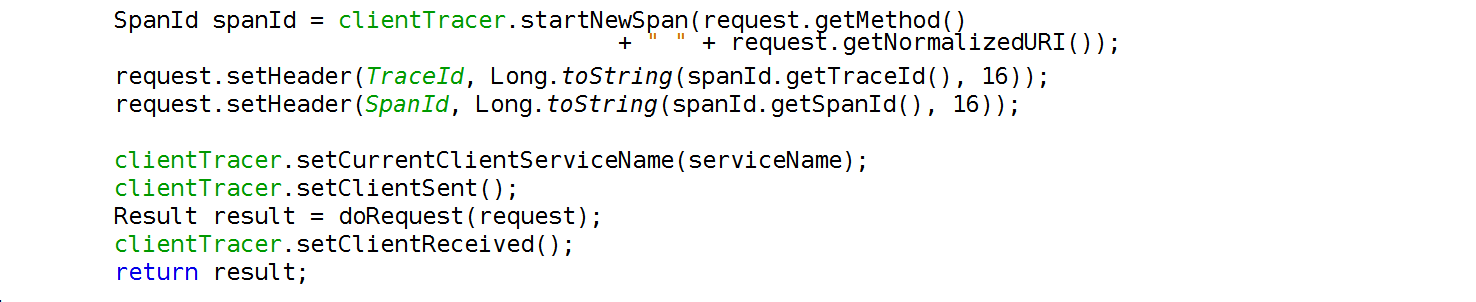 SpanId spanId = clientTracer.startNewSpan(request.getMethod()
+ " " + request.getNormalizedURI());
request.setHeader(TraceId, Long.toString(spanId.getTraceId(), 16));
request.setHeader(SpanId, Long.toString(spanId.getSpanId(), 16));
clientTracer.setCurrentClientServiceName(serviceName);
clientTracer.setClientSent();
Result result = doRequest(request);
clientTracer.setClientReceived();
return result;